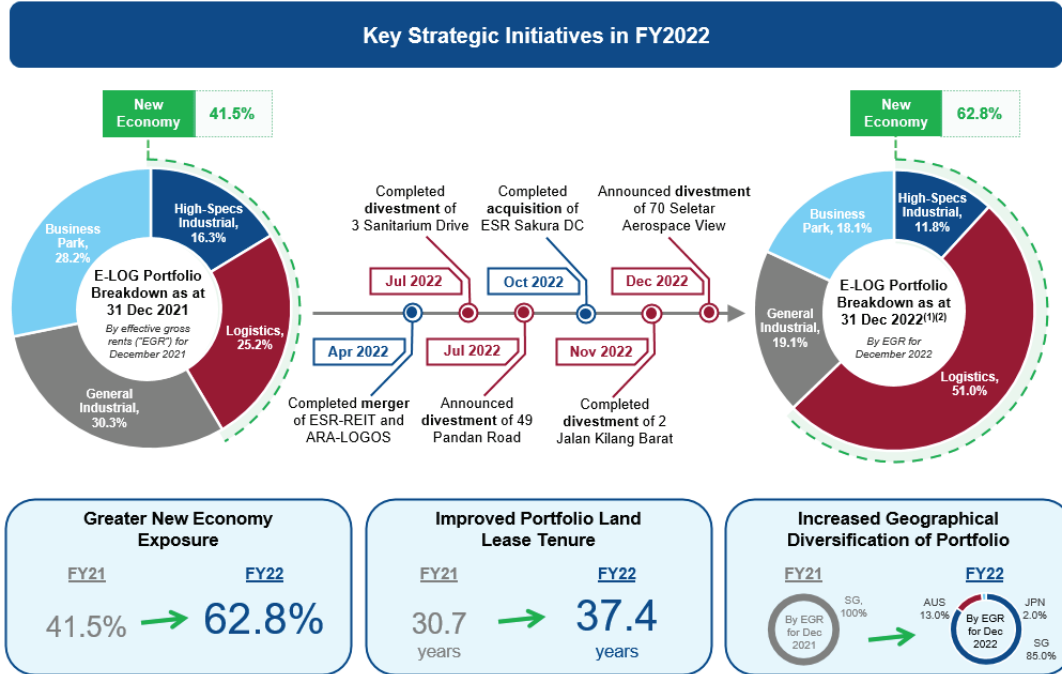 Key Strategic Initiatives in FY2022
New
Economy
41.5%
Business
Park,
28.2%
High-Specs
Industrial,
16.3%
Logistics,
25.2%
General
Industrial,
30.3%
E-LOG Portfolio
Breakdown as at
31 Dec 2021
By effective gross
rents ("EGR") for
December 2021
Completed
divestment of
3 Sanitarium Drive
Completed
acquisition of
ESR Sakura DC
Announced divestment
of 70 Seletar
Aerospace View
Jul 2022
Oct 2022
Dec 2022
Apr 2022
Jul 2022
Nov 2022
Completed merger
of ESR-REIT and
ARA-LOGOS
Announced
divestment of 49
Pandan Road
Completed
divestment of 2
Jalan Kilang Barat
New
Economy
62.8%
Business
Park, 18.1%
High-Specs
Industrial,
11.8%
General
Industrial,
19.1%
Logistics,
51.0%
E-LOG Portfolio
Breakdown as at
31 Dec 2022(1)(2)
By EGR for
December 2022
Greater New Economy
Exposure
FY21
FY22
41.5%
62.8%
Improved Portfolio Land
Lease Tenure
FY21
FY22
30.7
years
37.4
years
Increased Geographical
Diversification of Portfolio
FY21
FY22
SG,
100%
By EGR
for Dec
2021
AUS
13.0%
By EGR
for Dec
2022
JPN
2.0%
SG
85.0%